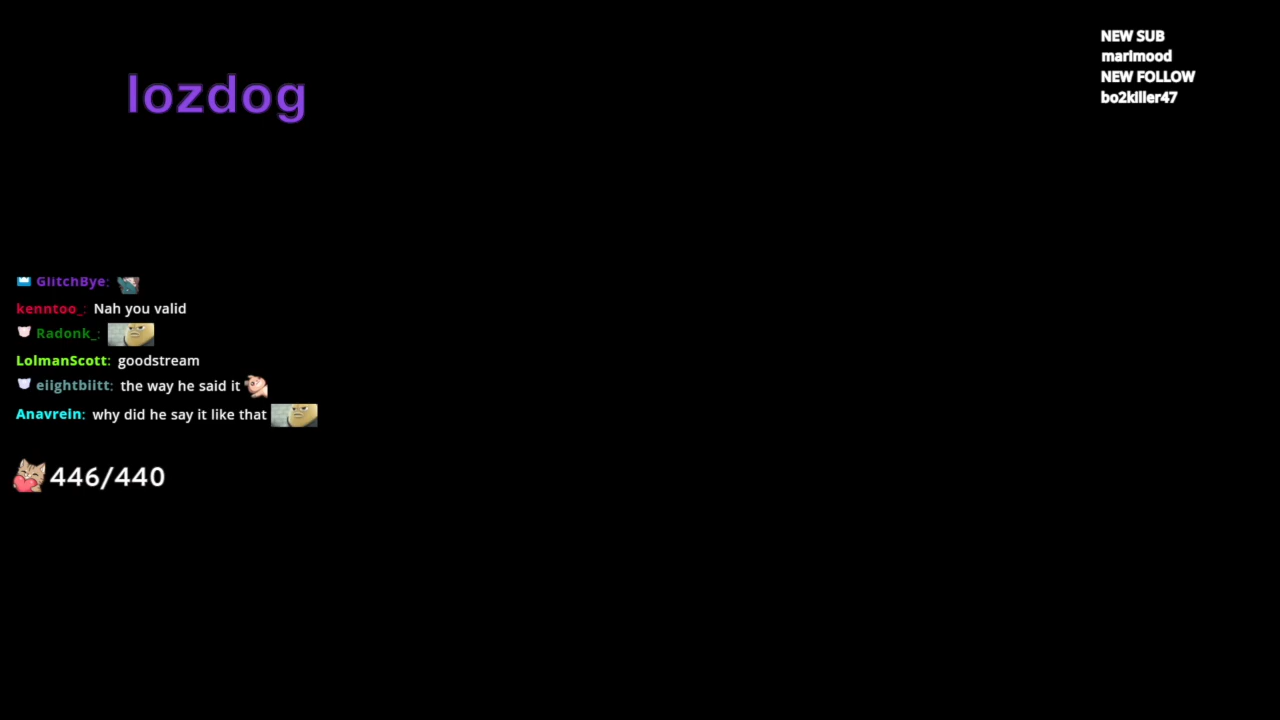 NEW SUB
marimood
NEW FOLLOW
bo2killer47
lozdog
GlitchBye:
kenntoo_: Nah you valid
Radonk_:
LolmanScott: goodstream
eiightbiitt: the way he said it
Anavrein: why did he say it like that
446/440